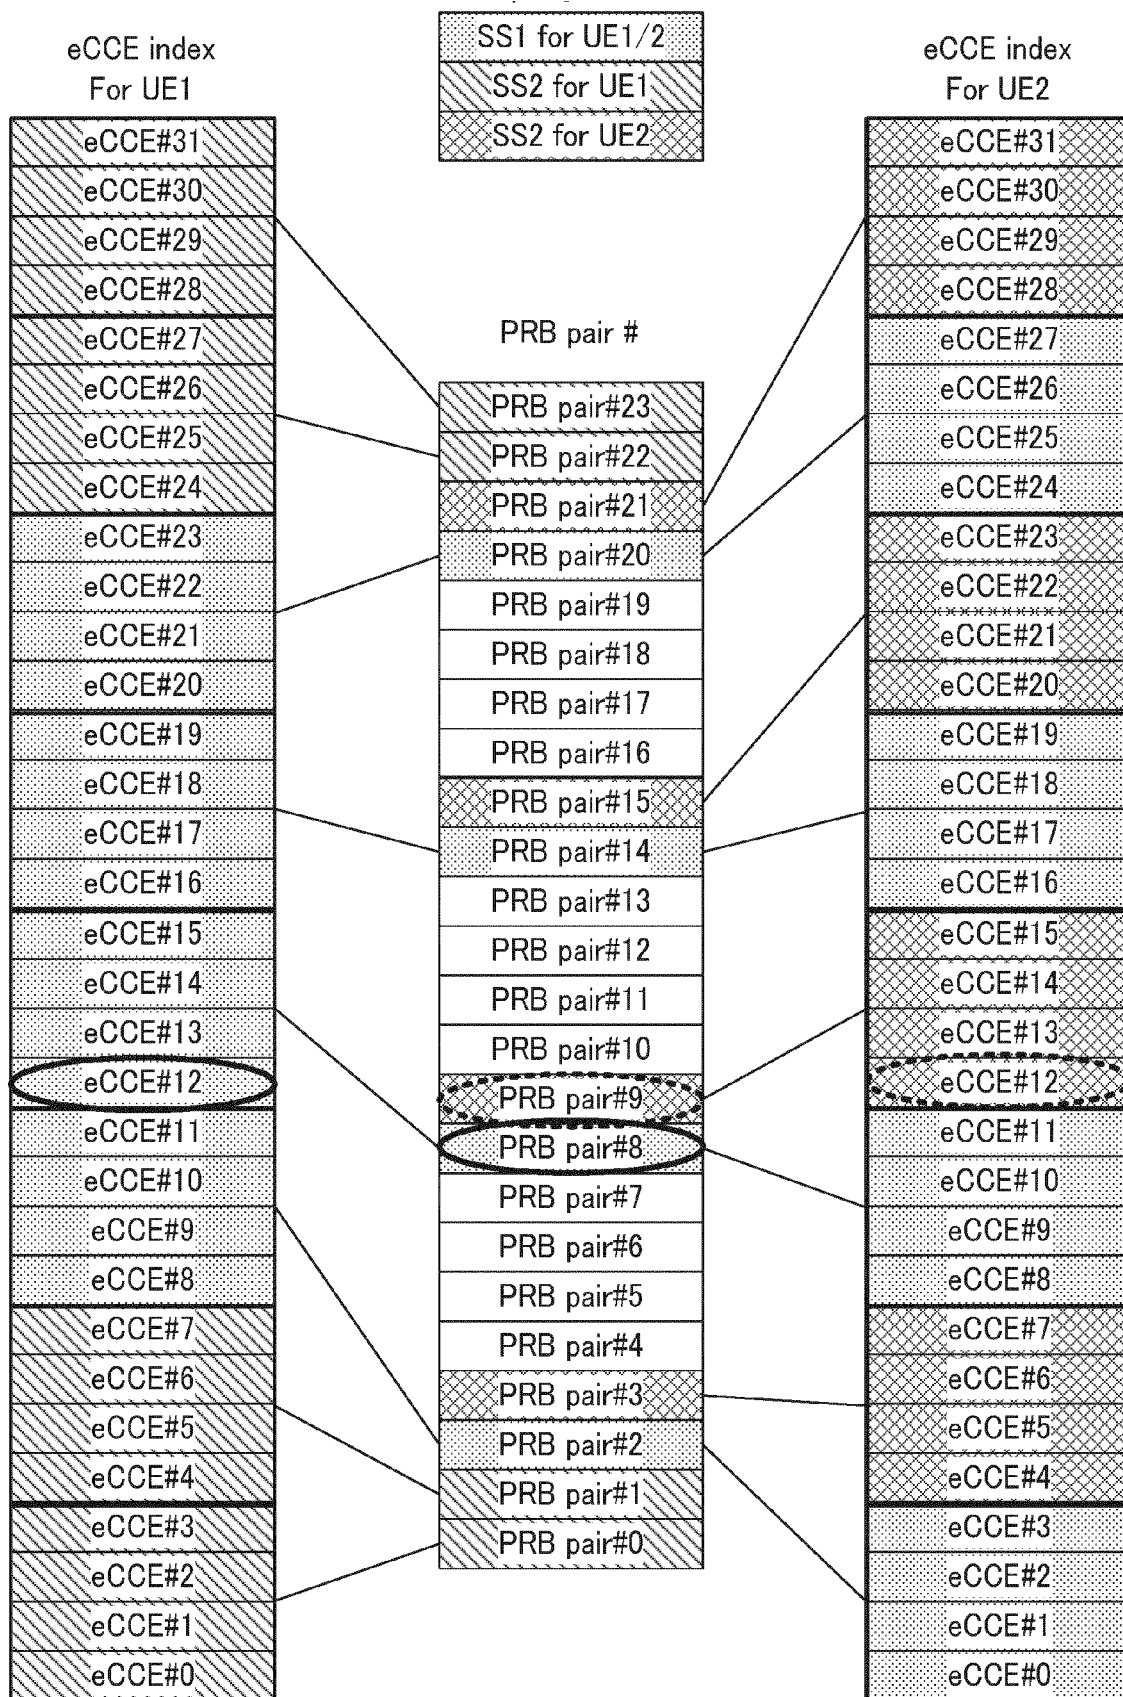 SS1 for UE1/2
SS2 for UE1
SS2 for UE2
eCCE index
For UE1
eCCE#31
eCCE#30
eCCE#29
eCCE#28
eCCE#27
eCCE#26
eCCE#25
eCCE#24
eCCE#23
eCCE#22
eCCE#21
eCCE#20
eCCE#19
eCCE#18
eCCE#17
eCCE#16
eCCE#15
eCCE#14
eCCE#13
eCCE#12
eCCE#11
eCCE#10
eCCE#9
eCCE#8
eCCE#7
eCCE#6
eCCE#5
eCCE#4
eCCE#3
eCCE#2
eCCE#1
eCCE#0
PRB pair #
PRB pair#23
PRB pair#22
PRB pair#21
PRB pair#20
PRB pair#19
PRB pair#18
PRB pair#17
PRB pair#16
PRB pair#15
PRB pair#14
PRB pair#13
PRB pair#12
PRB pair#11
PRB pair#10
PRB pair#9
PRB pair#8
PRB pair#7
PRB pair#6
PRB pair#5
PRB pair#4
PRB pair#3
PRB pair#2
PRB pair#1
PRB pair#0
eCCE index
For UE2
eCCE#31
eCCE#30
eCCE#29
eCCE#28
eCCE#27
eCCE#26
eCCE#25
eCCE#24
eCCE#23
eCCE#22
eCCE#21
eCCE#20
eCCE#19
eCCE#18
eCCE#17
eCCE#16
eCCE#15
eCCE#14
eCCE#13
eCCE#12
eCCE#11
eCCE#10
eCCE#9
eCCE#8
eCCE#7
eCCE#6
eCCE#5
eCCE#4
eCCE#3
eCCE#2
eCCE#1
eCCE#0